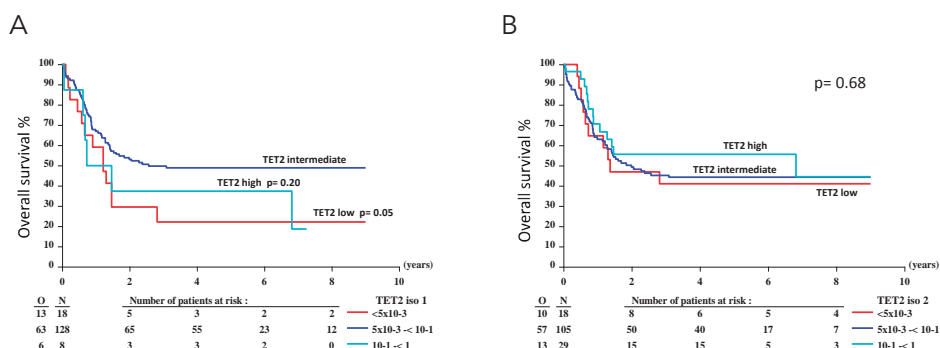 A
Overall survival %
100
90
80
70
60
50
40
30
20
10
0
TET2 intermediate
TET2 high p= 0.20
TET2 low p= 0.05
(years)
0 2 4 6 8 10
O N Number of patients at risk : TET2 iso 1
13 18 5 3 2 2 <5x10-3
63 128 65 55 23 12 5x10-3 -< 10-1
6 8 3 3 2 0 10-1 -< 1
B
p= 0.68
Overall survival %
100
90
80
70
60
50
40
30
20
10
0
TET2 high
TET2 intermediate
TET2 low
(years)
0 2 4 6 8 10
O N Number of patients at risk : TET2 iso 2
10 18 8 6 5 4 <5x10-3
57 105 50 40 17 7 5x10-3 -< 10-1
13 29 15 15 5 3 10-1 -< 1